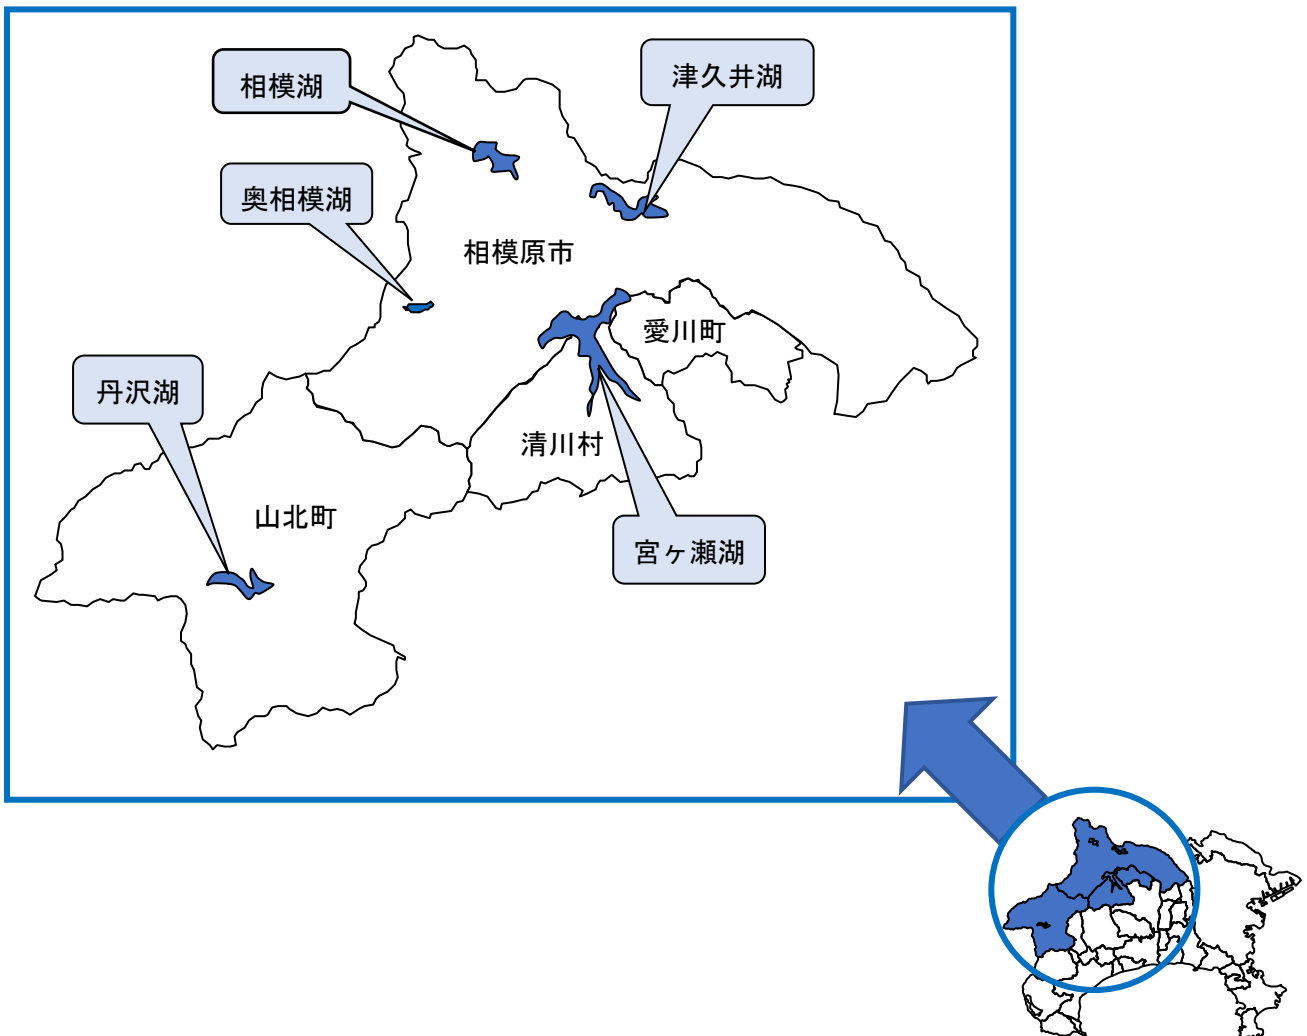 相模湖
津久井湖
奥相模湖
相模原市
愛川町
丹沢湖
清川村
山北町
宮ヶ瀬湖